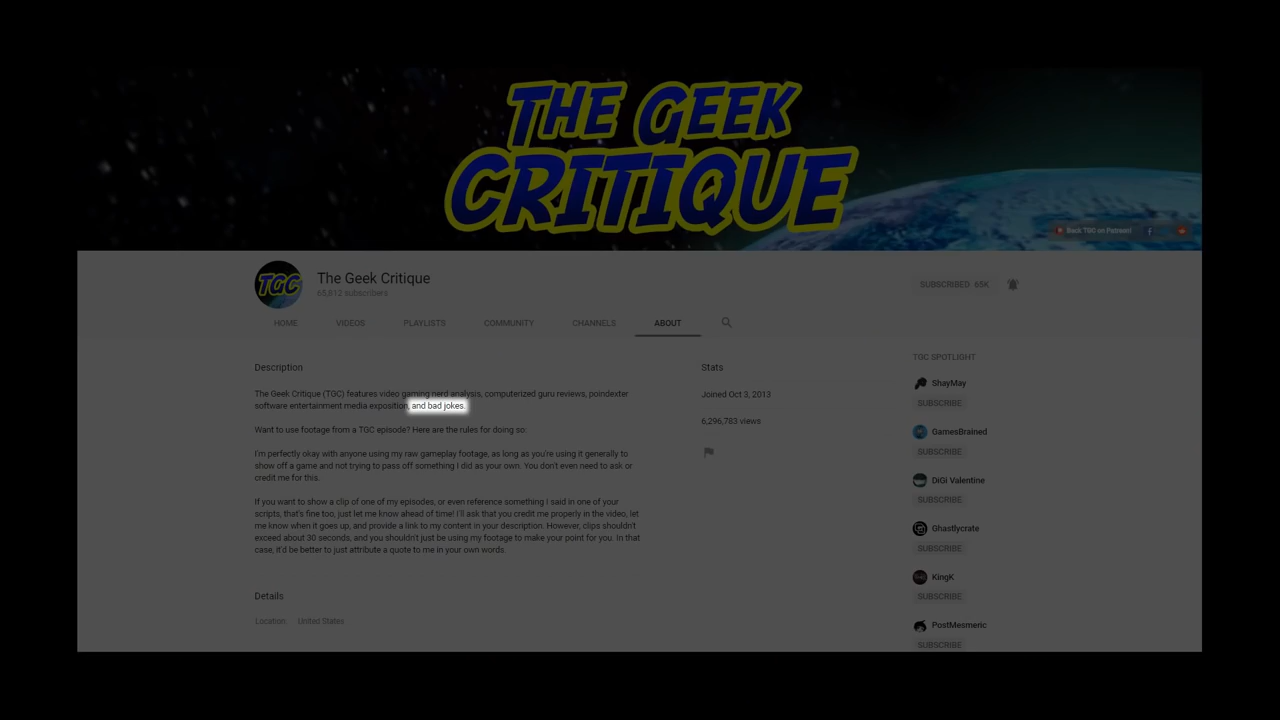 THE GEEK
CRITIQUE
Back TGC on Patreon!
TGC
The Geek Critique
65,812 subscribers
SUBSCRIBED 65K
HOME VIDEOS PLAYLISTS COMMUNITY CHANNELS ABOUT
Description
The Geek Critique (TGC) features video gaming nerd analysis, computerized guru reviews, poindexter
software entertainment media exposition, and bad jokes.
Want to use footage from a TGC episode? Here are the rules for doing so:
I'm perfectly okay with anyone using my raw gameplay footage, as long as you're using it generally to
show off a game and not trying to pass off something I did as your own. You don't even need to ask or
credit me for this.
If you want to show a clip of one of my episodes, or even reference something I said in one of your
scripts, that's fine too, just let me know ahead of time! I'll ask that you credit me properly in the video, let
me know when it goes up, and provide a link to my content in your description. However, clips shouldn't
exceed about 30 seconds, and you shouldn't just be using my footage to make your point for you. In that
case, it'd be better to just attribute a quote to me in your own words.
Details
Location United States
Stats
Joined Oct 3, 2013
6,296,783 views
TGC SPOTLIGHT
ShayMay
SUBSCRIBE
GamesBrained
SUBSCRIBE
DiGi Valentine
SUBSCRIBE
Ghastlycrate
SUBSCRIBE
KingK
SUBSCRIBE
PostMesmeric
SUBSCRIBE